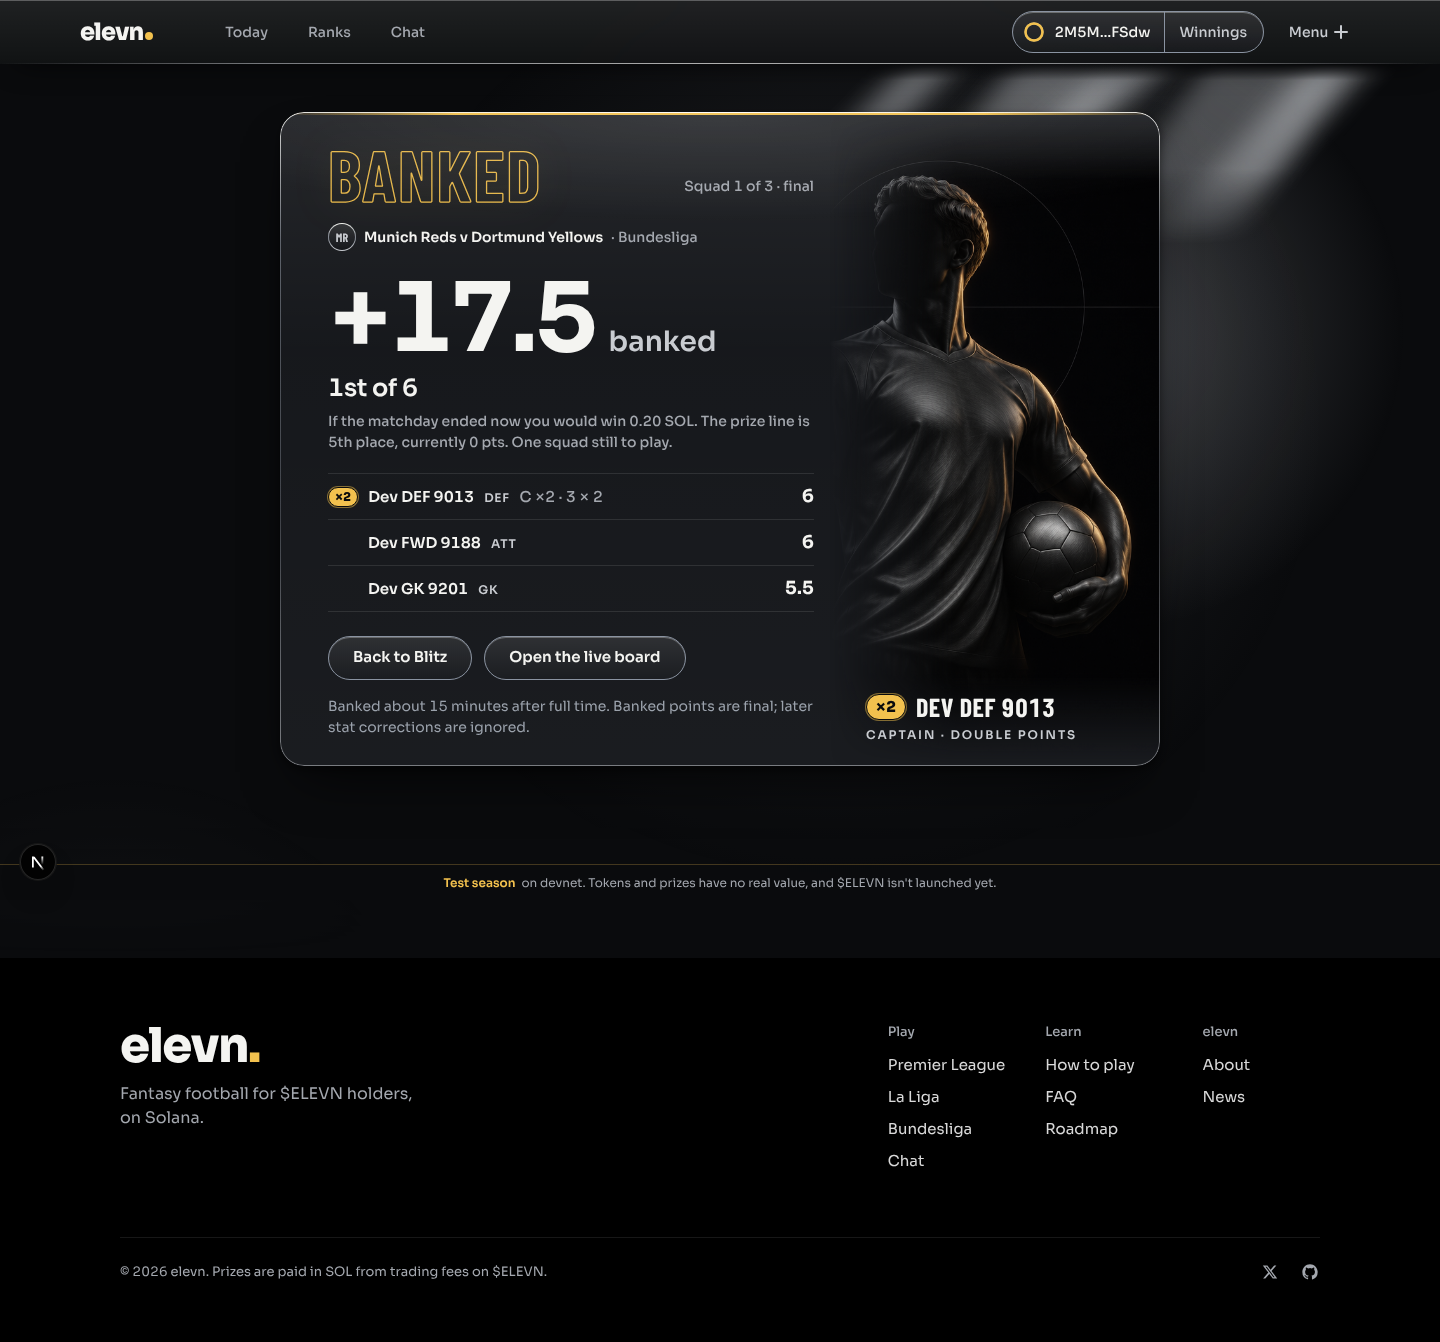 elevn.
Today
Ranks
Chat
2M5M...FSdw
Winnings
Menu
BANKED
Squad 1 of 3 · final
MR
Munich Reds v Dortmund Yellows · Bundesliga
+17.5 banked
1st of 6
If the matchday ended now you would win 0.20 SOL. The prize line is
5th place, currently 0 pts. One squad still to play.
×2 Dev DEF 9013 DEF C ×2 · 3 × 2 6
Dev FWD 9188 ATT 6
Dev GK 9201 GK 5.5
Back to Blitz
Open the live board
Banked about 15 minutes after full time. Banked points are final; later
stat corrections are ignored.
×2 DEV DEF 9013
CAPTAIN · DOUBLE POINTS
N
Test season on devnet. Tokens and prizes have no real value, and $ELEVN isn't launched yet.
elevn.
Fantasy football for $ELEVN holders,
on Solana.
Play
Premier League
La Liga
Bundesliga
Chat
Learn
How to play
FAQ
Roadmap
elevn
About
News
© 2026 elevn. Prizes are paid in SOL from trading fees on $ELEVN.